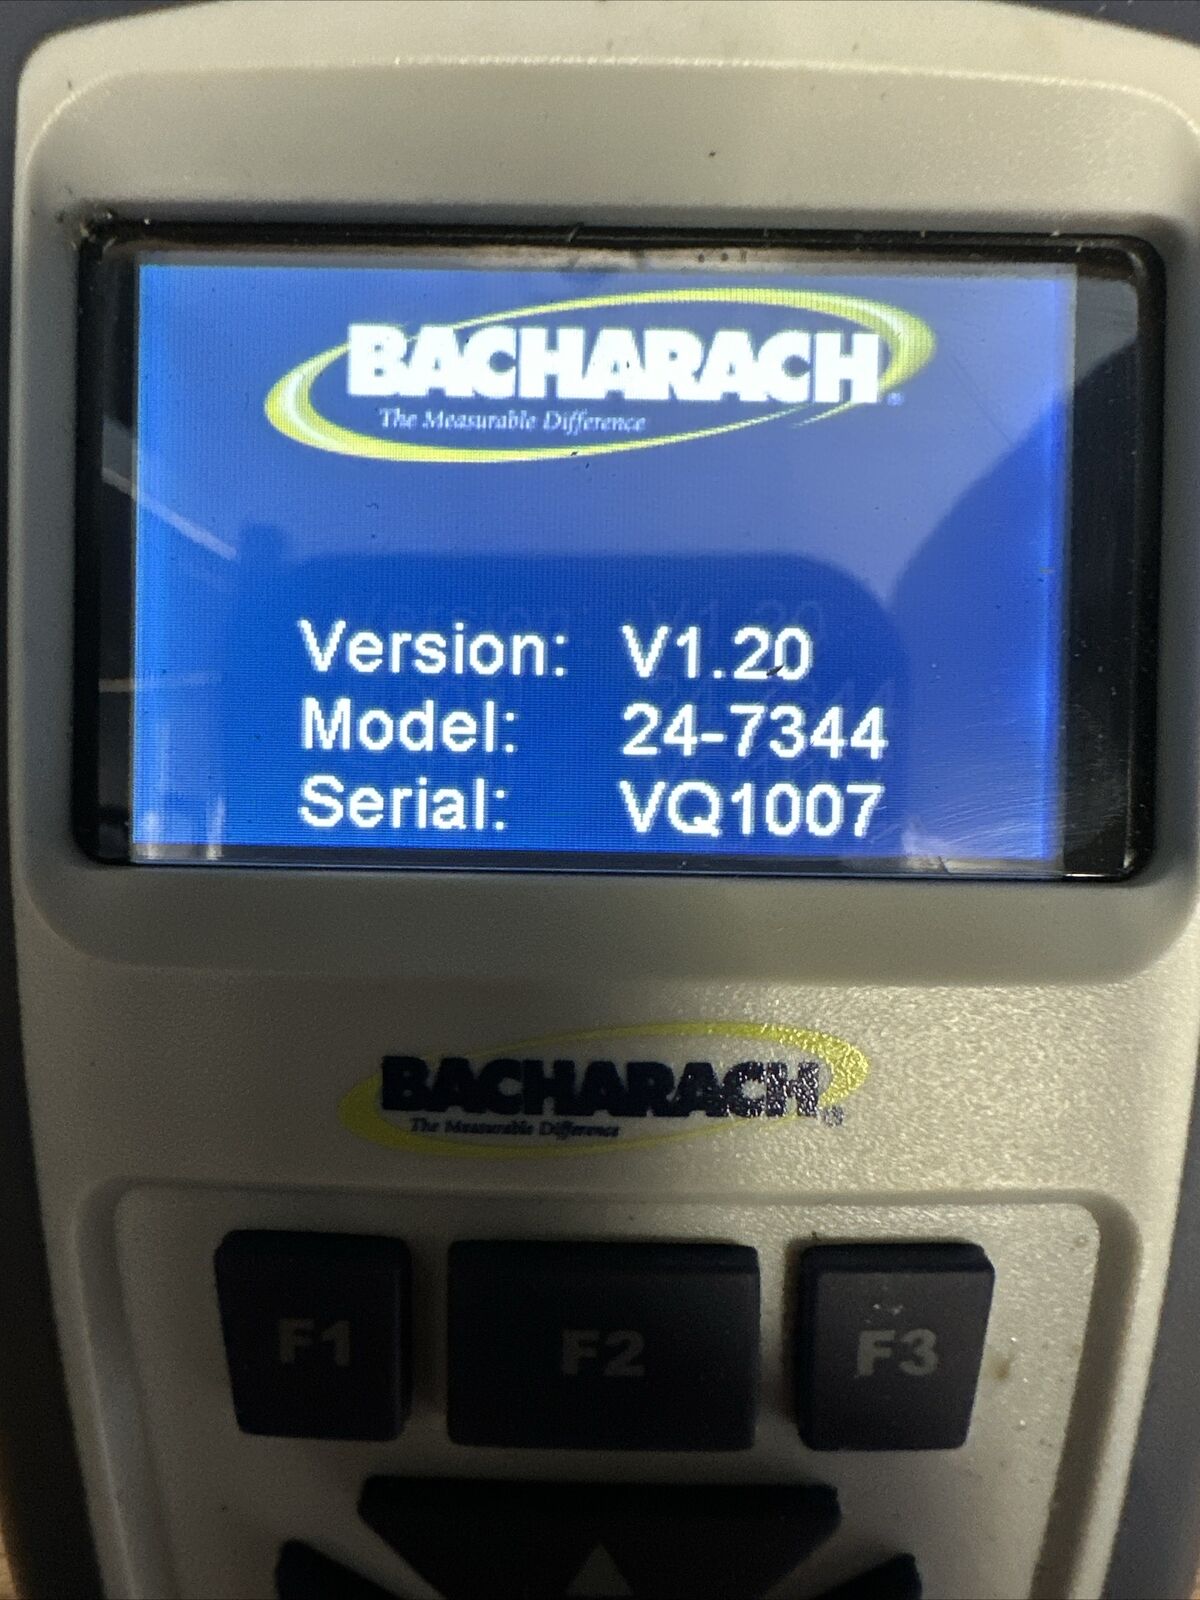 BACHARACH®
The Measurable Difference
Version: V1.20
Model: 24-7344
Serial: VQ1007
BACHARACH®
The Measurable Difference
F1 F2 F3